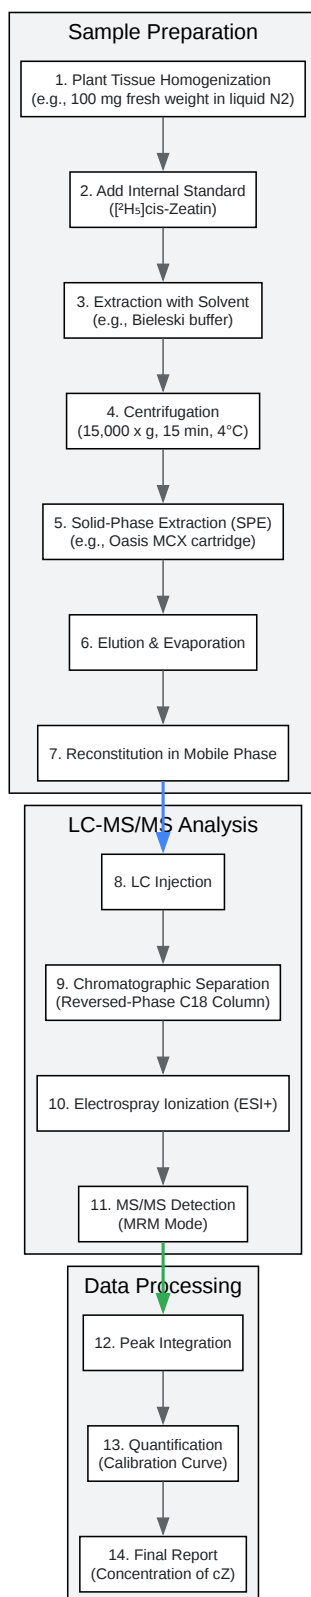 Sample Preparation
1. Plant Tissue Homogenization
(e.g., 100 mg fresh weight in liquid N2)
2. Add Internal Standard
([²H₅]cis-Zeatin)
3. Extraction with Solvent
(e.g., Bieleski buffer)
4. Centrifugation
(15,000 x g, 15 min, 4°C)
5. Solid-Phase Extraction (SPE)
(e.g., Oasis MCX cartridge)
6. Elution & Evaporation
7. Reconstitution in Mobile Phase
LC-MS/MS Analysis
8. LC Injection
9. Chromatographic Separation
(Reversed-Phase C18 Column)
10. Electrospray Ionization (ESI+)
11. MS/MS Detection
(MRM Mode)
Data Processing
12. Peak Integration
13. Quantification
(Calibration Curve)
14. Final Report
(Concentration of cZ)